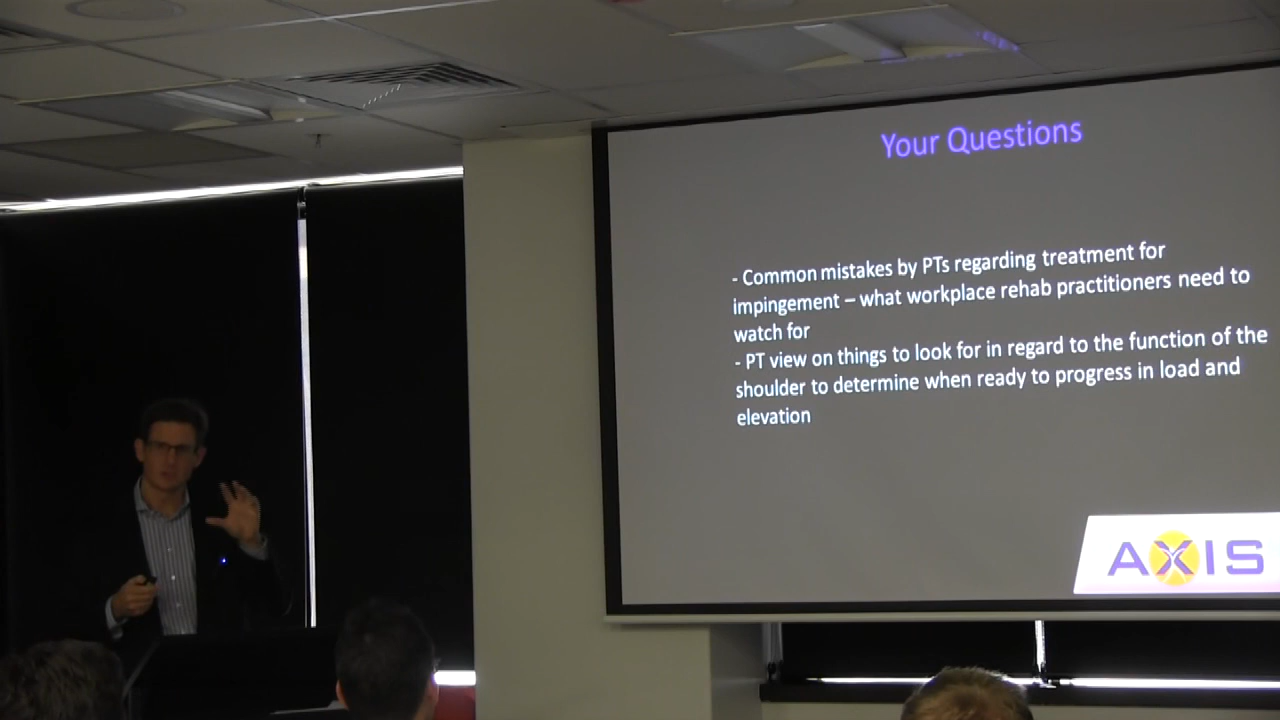 Your Questions
- Common mistakes by PTs regarding treatment for
impingement – what workplace rehab practitioners need to
watch for
- PT view on things to look for in regard to the function of the
shoulder to determine when ready to progress in load and
elevation
AXIS